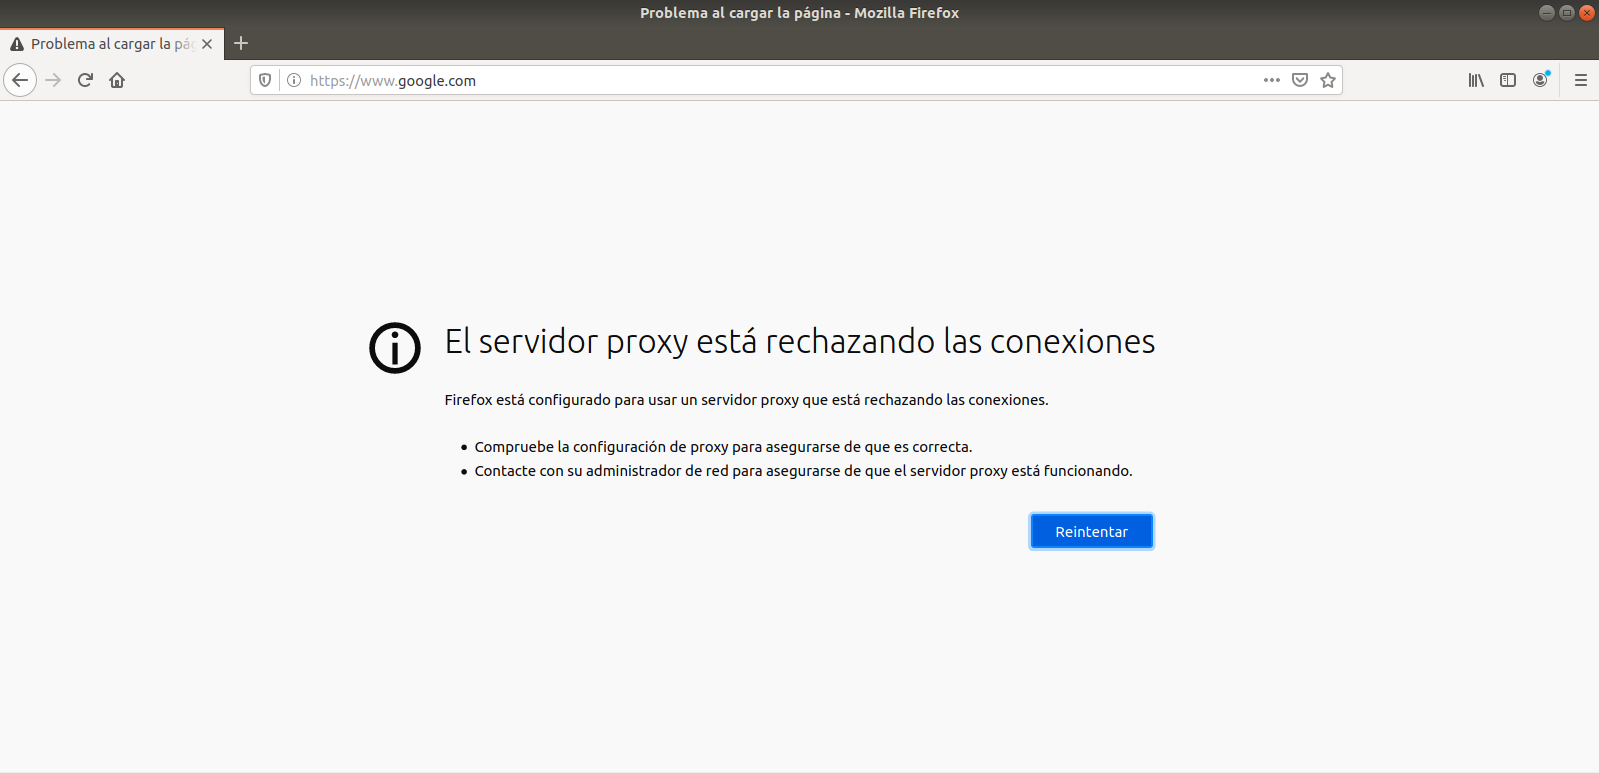 Problema al cargar la página - Mozilla Firefox
Problema al cargar la pág
https://www.google.com
El servidor proxy está rechazando las conexiones
Firefox está configurado para usar un servidor proxy que está rechazando las conexiones.
Compruebe la configuración de proxy para asegurarse de que es correcta.
Contacte con su administrador de red para asegurarse de que el servidor proxy está funcionando.
Reintentar